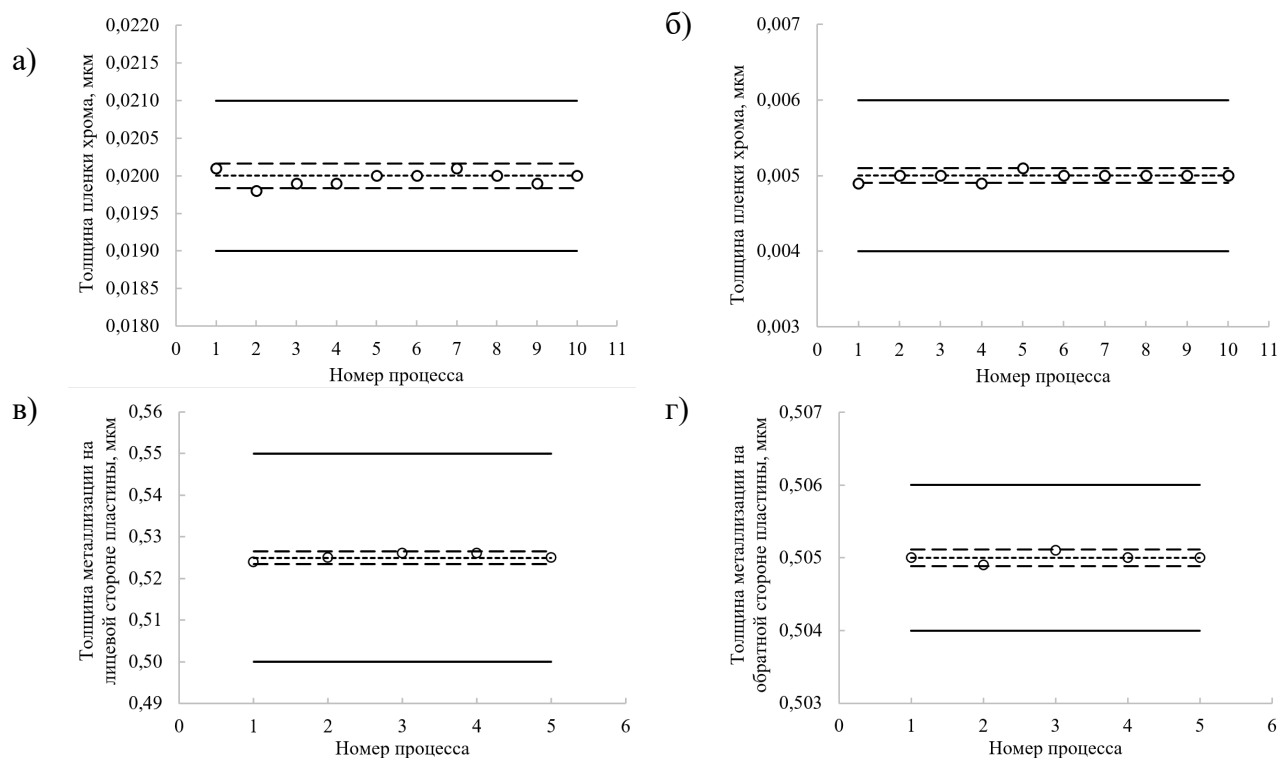 а)
Толщина пленки хрома, мкм
0,0220
0,0215
0,0210
0,0205
0,0200
0,0195
0,0190
0,0185
0,0180
0 1 2 3 4 5 6 7 8 9 10 11
Номер процесса
б)
Толщина пленки хрома, мкм
0,007
0,006
0,005
0,004
0,003
0 1 2 3 4 5 6 7 8 9 10 11
Номер процесса
в)
Толщина металлизации на
лицевой стороне пластины, мкм
0,56
0,55
0,54
0,53
0,52
0,51
0,50
0,49
0 1 2 3 4 5 6
Номер процесса
г)
Толщина металлизации на
обратной стороне пластины, мкм
0,507
0,506
0,505
0,504
0,503
0 1 2 3 4 5 6
Номер процесса